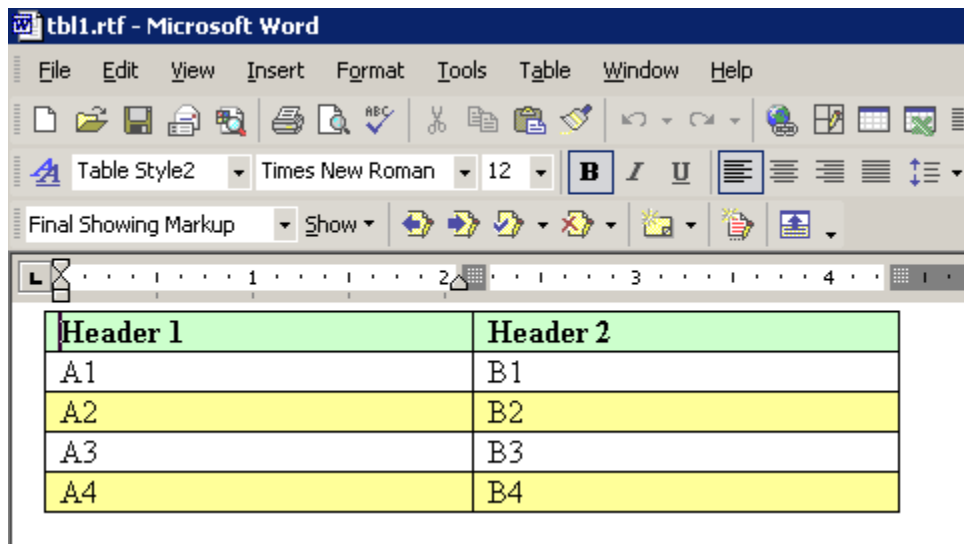 tbl1.rtf - Microsoft Word
File Edit View Insert Format Tools Table Window Help
ABC
Table Style2 Times New Roman 12 B I U
Final Showing Markup Show
L 1 2 3 4
Header 1 Header 2
A1 B1
A2 B2
A3 B3
A4 B4